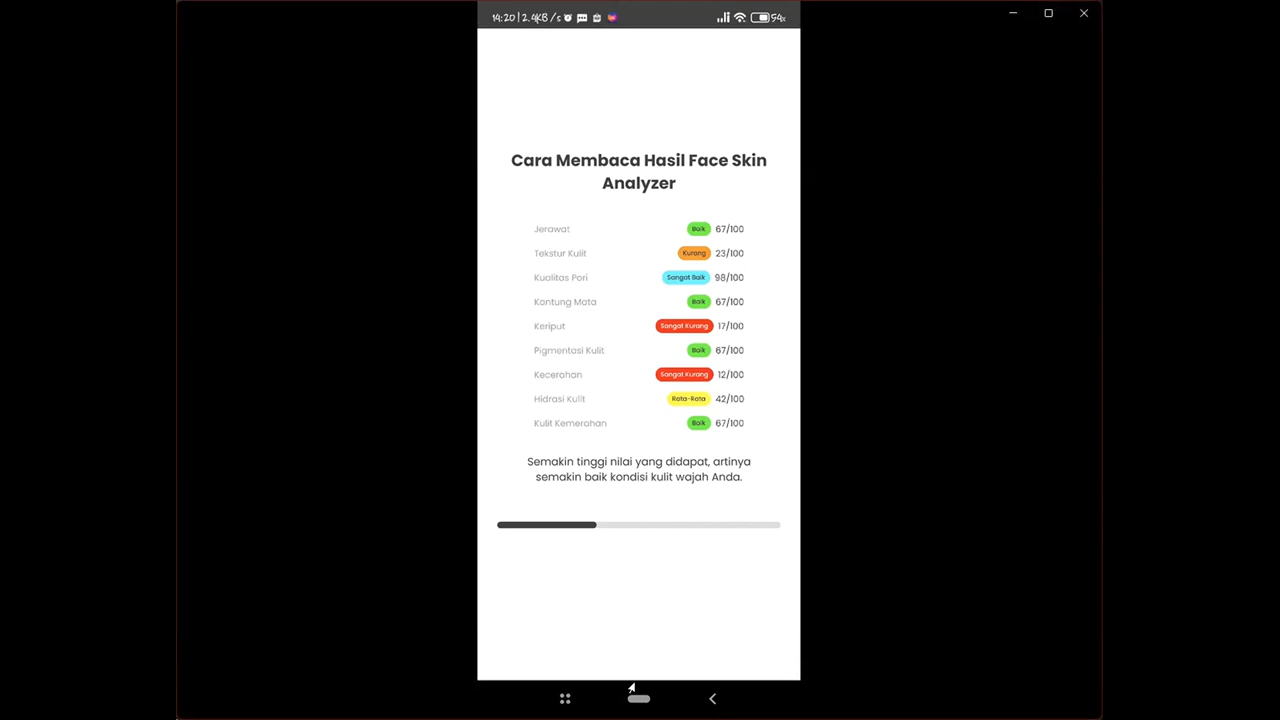 14:20 | 2.4KB/s 54%
Cara Membaca Hasil Face Skin
Analyzer
Jerawat Baik 67/100
Tekstur Kulit Kurang 23/100
Kualitas Pori Sangat Baik 98/100
Kantung Mata Baik 67/100
Keriput Sangat Kurang 17/100
Pigmentasi Kulit Baik 67/100
Kecerahan Sangat Kurang 12/100
Hidrasi Kulit Rata-Rata 42/100
Kulit Kemerahan Baik 67/100
Semakin tinggi nilai yang didapat, artinya
semakin baik kondisi kulit wajah Anda.